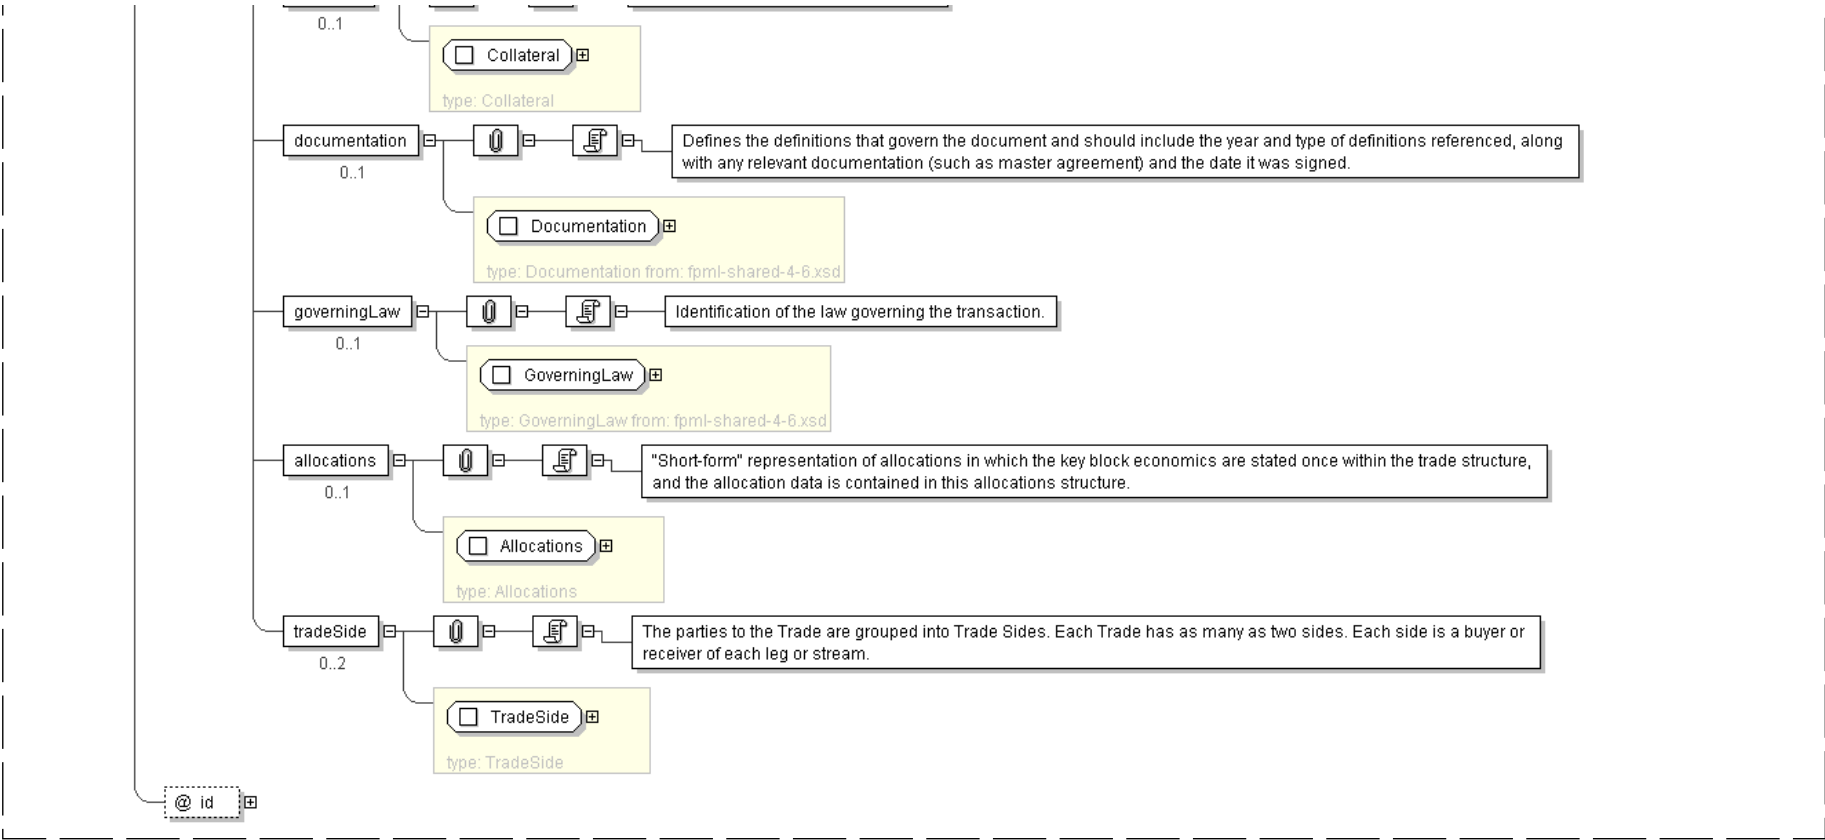 0..1
Collateral
type: Collateral
documentation
0..1
Defines the definitions that govern the document and should include the year and type of definitions referenced, along
with any relevant documentation (such as master agreement) and the date it was signed.
Documentation
type: Documentation from: fpml-shared-4-6.xsd
governingLaw
0..1
Identification of the law governing the transaction.
GoverningLaw
type: GoverningLaw from: fpml-shared-4-6.xsd
allocations
0..1
"Short-form" representation of allocations in which the key block economics are stated once within the trade structure,
and the allocation data is contained in this allocations structure.
Allocations
type: Allocations
tradeSide
0..2
The parties to the Trade are grouped into Trade Sides. Each Trade has as many as two sides. Each side is a buyer or
receiver of each leg or stream.
TradeSide
type: TradeSide
@ id